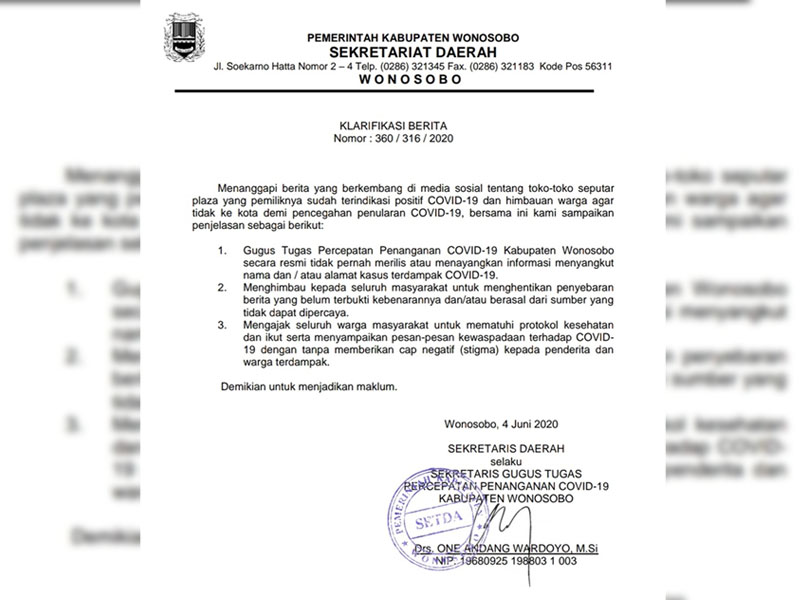 PEMERINTAH KABUPATEN WONOSOBO
SEKRETARIAT DAERAH
Jl. Soekarno Hatta Nomor 2 – 4 Telp. (0286) 321345 Fax. (0286) 321183 Kode Pos 56311
W O N O S O B O
KLARIFIKASI BERITA
Nomor : 360 / 316 / 2020
Menanggapi berita yang berkembang di media sosial tentang toko-toko seputar
plaza yang pemiliknya sudah terindikasi positif COVID-19 dan himbauan warga agar
tidak ke kota demi pencegahan penularan COVID-19, bersama ini kami sampaikan
penjelasan sebagai berikut:
1. Gugus Tugas Percepatan Penanganan COVID-19 Kabupaten Wonosobo
secara resmi tidak pernah merilis atau menayangkan informasi menyangkut
nama dan / atau alamat kasus terdampak COVID-19.
2. Menghimbau kepada seluruh masyarakat untuk menghentikan penyebaran
berita yang belum terbukti kebenarannya dan/atau berasal dari sumber yang
tidak dapat dipercaya.
3. Mengajak seluruh warga masyarakat untuk mematuhi protokol kesehatan
dan ikut serta menyampaikan pesan-pesan kewaspadaan terhadap COVID-
19 dengan tanpa memberikan cap negatif (stigma) kepada penderita dan
warga terdampak.
Demikian untuk menjadikan maklum.
Wonosobo, 4 Juni 2020
SEKRETARIS DAERAH
selaku
SEKRETARIS GUGUS TUGAS
PERCEPATAN PENANGANAN COVID-19
KABUPATEN WONOSOBO
SETDA
Drs. ONE ANDANG WARDOYO, M.Si
NIP. 19680925 198803 1 003